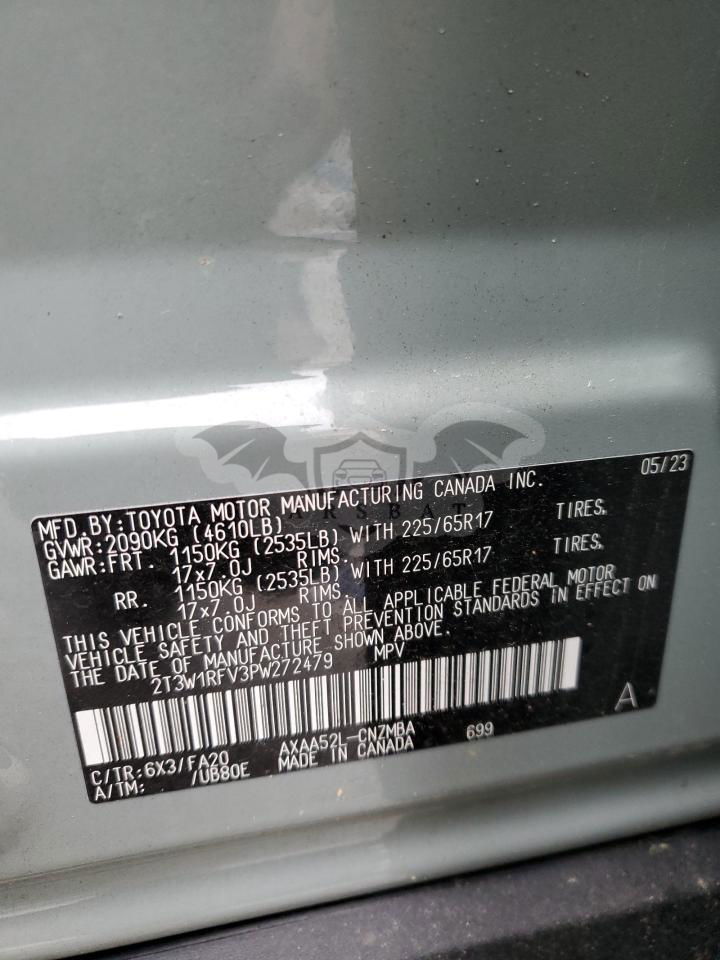 05/23
MFD.BY:TOYOTA MOTOR MANUFACTURING CANADA INC.
GVWR:2090KG (4610LB)
GAWR:FRT. 1150KG (2535LB) WITH 225/65R17 TIRES.
17x7.0J RIMS.
RR. 1150KG (2535LB) WITH 225/65R17 TIRES.
17x7.0J RIMS.
THIS VEHICLE CONFORMS TO ALL APPLICABLE FEDERAL MOTOR
VEHICLE SAFETY AND THEFT PREVENTION STANDARDS IN EFFECT ON
THE DATE OF MANUFACTURE SHOWN ABOVE.
2T3W1RFV3PW272479 MPV
A
C/TR:6X3/FA20 AXAA52L-CNZMBA 699
A/TM: /UB80E MADE IN CANADA